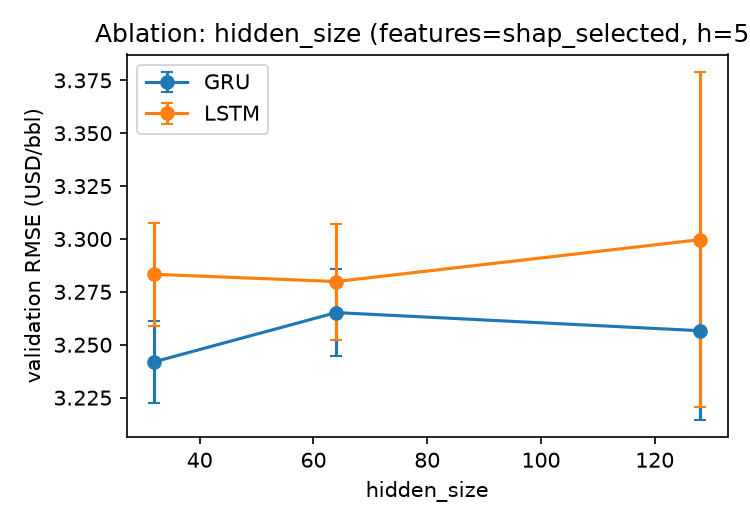 Ablation: hidden_size (features=shap_selected, h=5
GRU
LSTM
validation RMSE (USD/bbl)
3.375
3.350
3.325
3.300
3.275
3.250
3.225
40
60
80
100
120
hidden_size